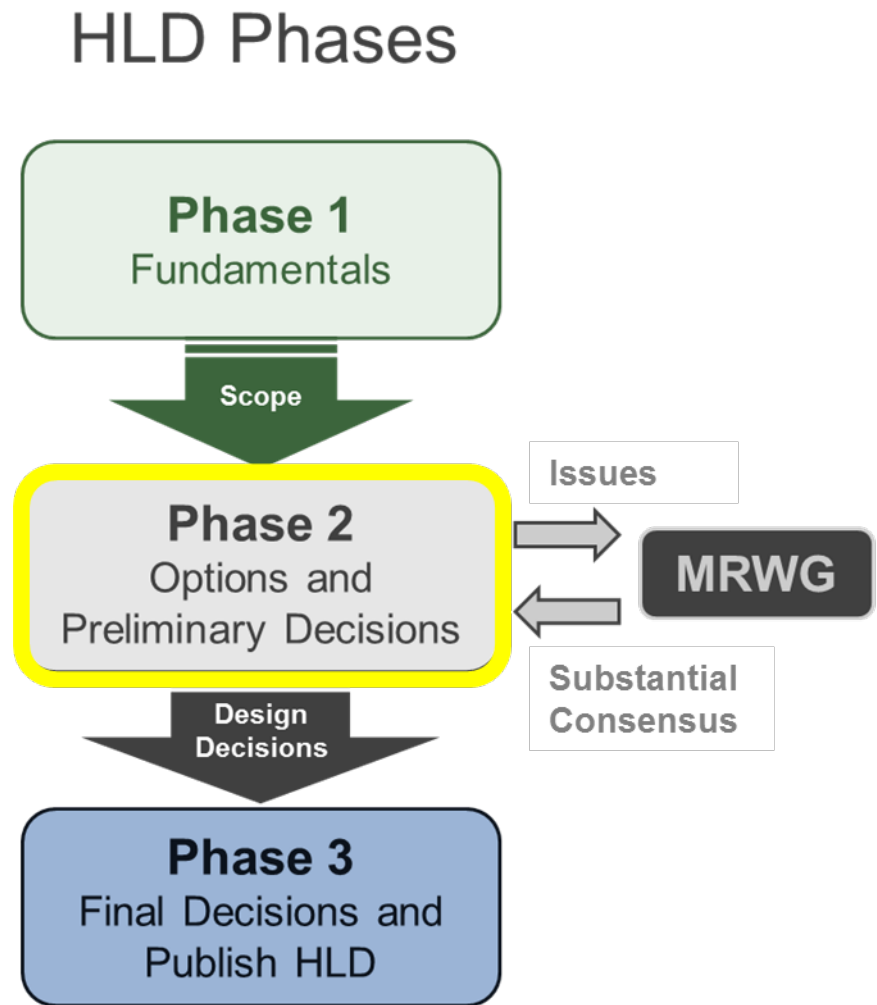 HLD Phases
Phase 1
Fundamentals
Scope
Phase 2
Options and
Preliminary Decisions
Issues
MRWG
Substantial
Consensus
Design
Decisions
Phase 3
Final Decisions and
Publish HLD